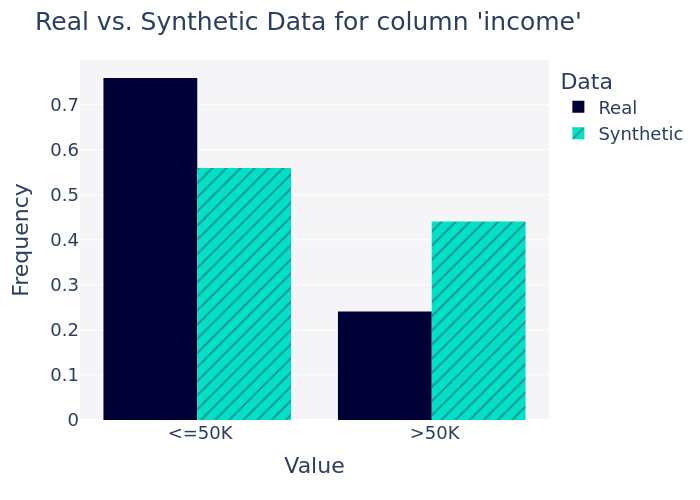 Real vs. Synthetic Data for column 'income'
Data
Real
Synthetic
Frequency
0.7
0.6
0.5
0.4
0.3
0.2
0.1
0
<=50K
>50K
Value